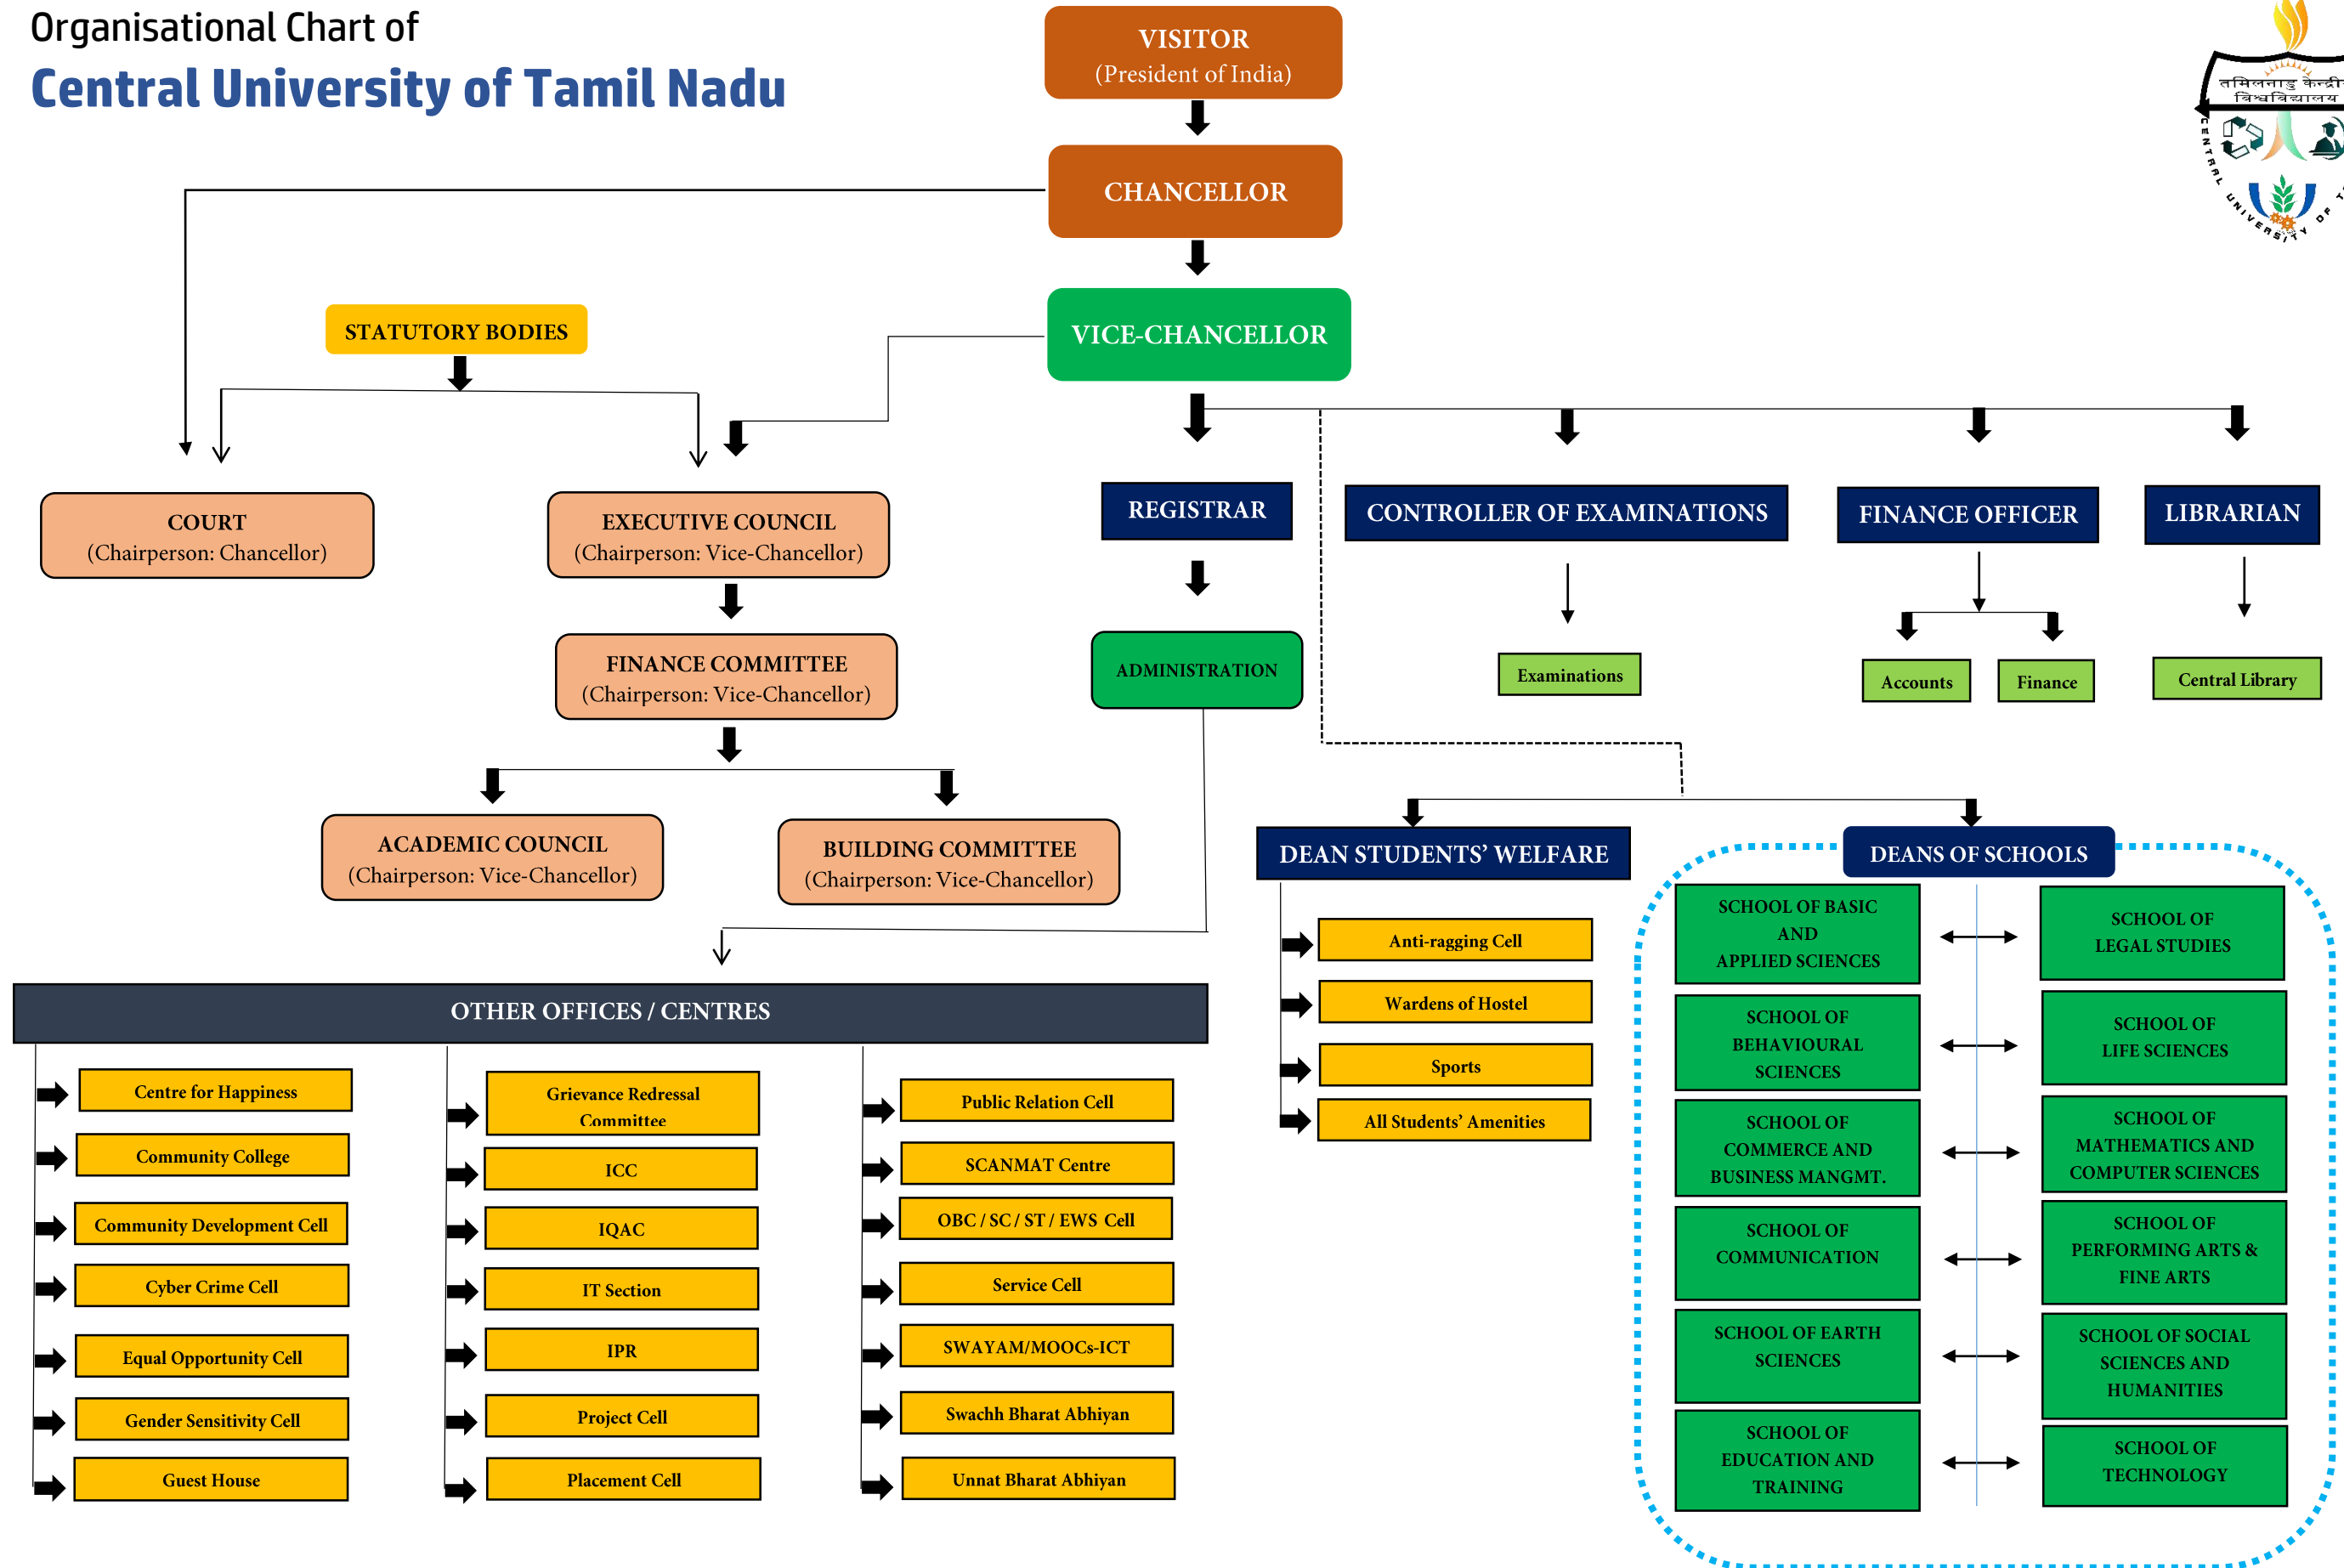 Organisational Chart of
Central University of Tamil Nadu
VISITOR
(President of India)
तमिलनाडु केन्द्रीय
विश्वविद्यालय
CENTRAL UNIVERSITY OF T
CHANCELLOR
STATUTORY BODIES
VICE-CHANCELLOR
COURT
(Chairperson: Chancellor)
EXECUTIVE COUNCIL
(Chairperson: Vice-Chancellor)
REGISTRAR
CONTROLLER OF EXAMINATIONS
FINANCE OFFICER
LIBRARIAN
FINANCE COMMITTEE
(Chairperson: Vice-Chancellor)
ADMINISTRATION
Examinations
Accounts
Finance
Central Library
ACADEMIC COUNCIL
(Chairperson: Vice-Chancellor)
BUILDING COMMITTEE
(Chairperson: Vice-Chancellor)
OTHER OFFICES / CENTRES
Centre for Happiness
Community College
Community Development Cell
Cyber Crime Cell
Equal Opportunity Cell
Gender Sensitivity Cell
Guest House
Grievance Redressal
Committee
ICC
IQAC
IT Section
IPR
Project Cell
Placement Cell
Public Relation Cell
SCANMAT Centre
OBC / SC / ST / EWS Cell
Service Cell
SWAYAM/MOOCs-ICT
Swachh Bharat Abhiyan
Unnat Bharat Abhiyan
DEAN STUDENTS’ WELFARE
Anti-ragging Cell
Wardens of Hostel
Sports
All Students’ Amenities
DEANS OF SCHOOLS
SCHOOL OF BASIC
AND
APPLIED SCIENCES
SCHOOL OF
BEHAVIOURAL
SCIENCES
SCHOOL OF
COMMERCE AND
BUSINESS MANGMT.
SCHOOL OF
COMMUNICATION
SCHOOL OF EARTH
SCIENCES
SCHOOL OF
EDUCATION AND
TRAINING
SCHOOL OF
LEGAL STUDIES
SCHOOL OF
LIFE SCIENCES
SCHOOL OF
MATHEMATICS AND
COMPUTER SCIENCES
SCHOOL OF
PERFORMING ARTS &
FINE ARTS
SCHOOL OF SOCIAL
SCIENCES AND
HUMANITIES
SCHOOL OF
TECHNOLOGY